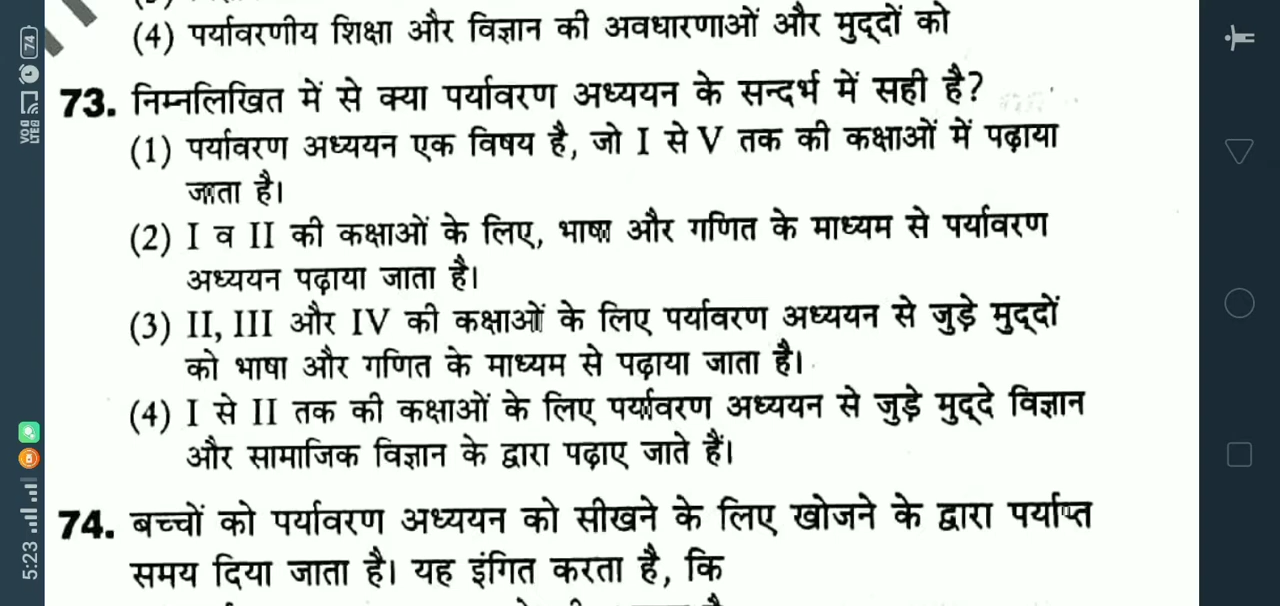 (4) पर्यावरणीय शिक्षा और विज्ञान की अवधारणाओं और मुद्दों को
73. निम्नलिखित में से क्या पर्यावरण अध्ययन के सन्दर्भ में सही है?
(1) पर्यावरण अध्ययन एक विषय है, जो I से V तक की कक्षाओं में पढ़ाया
जाता है।
(2) I व II की कक्षाओं के लिए, भाषा और गणित के माध्यम से पर्यावरण
अध्ययन पढ़ाया जाता है।
(3) II, III और IV की कक्षाओं के लिए पर्यावरण अध्ययन से जुड़े मुद्दों
को भाषा और गणित के माध्यम से पढ़ाया जाता है।
(4) I से II तक की कक्षाओं के लिए पर्यावरण अध्ययन से जुड़े मुद्दे विज्ञान
और सामाजिक विज्ञान के द्वारा पढ़ाए जाते हैं।
74. बच्चों को पर्यावरण अध्ययन को सीखने के लिए खोजने के द्वारा पर्याप्त
समय दिया जाता है। यह इंगित करता है, कि
5:23
VOO LTE
74